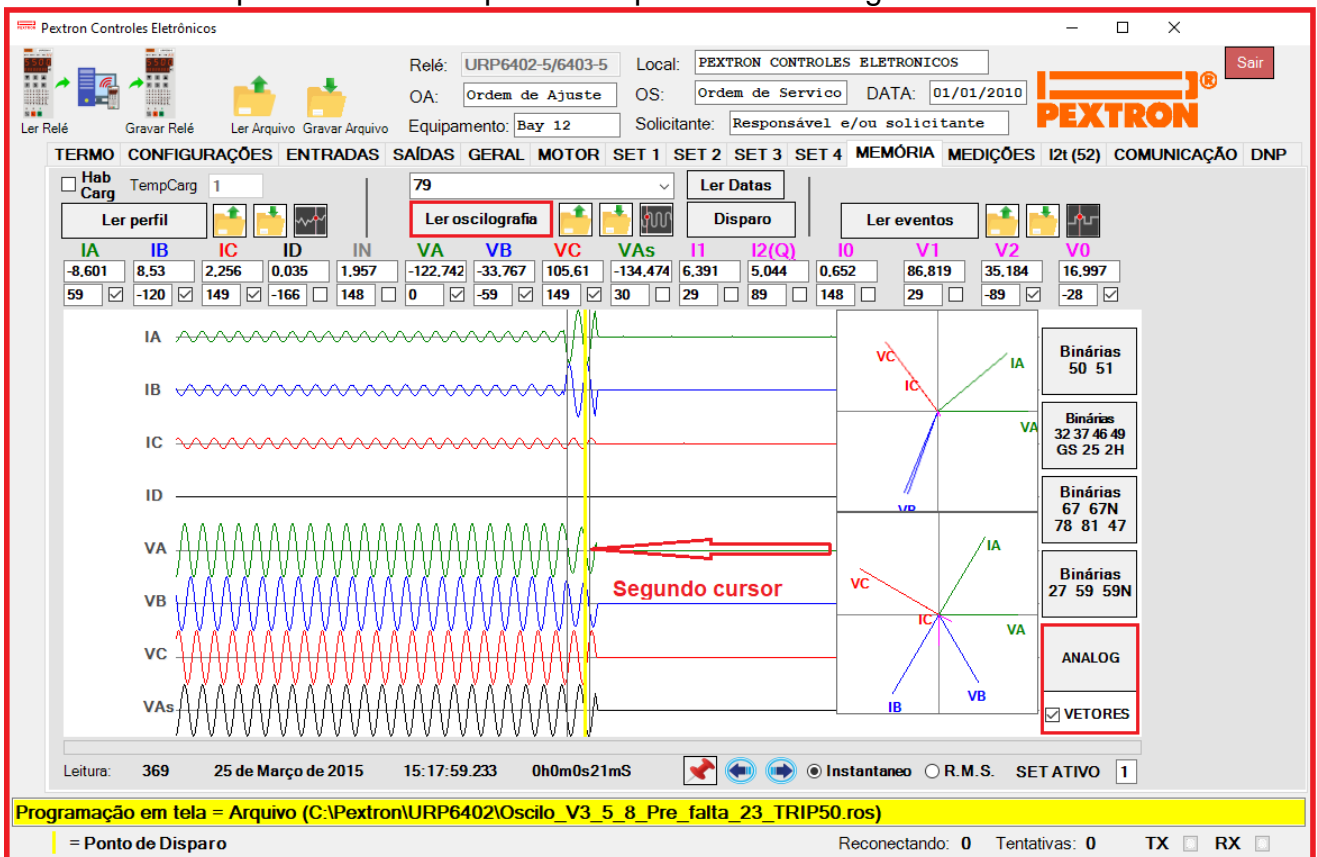 Pextron Controles Eletrônicos
Relé: URP6402-5/6403-5 Local: PEXTRON CONTROLES ELETRONICOS Sair
OA: Ordem de Ajuste OS: Ordem de Servico DATA: 01/01/2010
Equipamento: Bay 12 Solicitante: Responsável e/ou solicitante PEXTRON ®
Ler Relé Gravar Relé Ler Arquivo Gravar Arquivo
TERMO CONFIGURAÇÕES ENTRADAS SAÍDAS GERAL MOTOR SET 1 SET 2 SET 3 SET 4 MEMÓRIA MEDIÇÕES I2t (52) COMUNICAÇÃO DNP
Hab Carg TempCarg 1 79 Ler Datas
Ler perfil Ler oscilografia Disparo Ler eventos
IA IB IC ID IN VA VB VC VAs I1 I2(Q) I0 V1 V2 V0
-8,601 8,53 2,256 0,035 1,957 -122,742 -33,767 105,61 -134,474 6,391 5,044 0,652 86,819 35,184 16,997
59 -120 149 -166 148 0 -59 149 30 29 89 148 29 -89 -28
IA
IB
IC
ID
VA
VB
VC
VAs
Segundo cursor
VC
IA
IC
VA
VB
IA
VC
IC
VA
IB
VB
Binárias
50 51
Binárias
32 37 46 49
GS 25 2H
Binárias
67 67N
78 81 47
Binárias
27 59 59N
ANALOG
VETORES
Leitura: 369 25 de Março de 2015 15:17:59.233 0h0m0s21mS Instantaneo R.M.S. SET ATIVO 1
Programação em tela = Arquivo (C:\Pextron\URP6402\Oscilo_V3_5_8_Pre_falta_23_TRIP50.ros)
= Ponto de Disparo Reconectando: 0 Tentativas: 0 TX RX